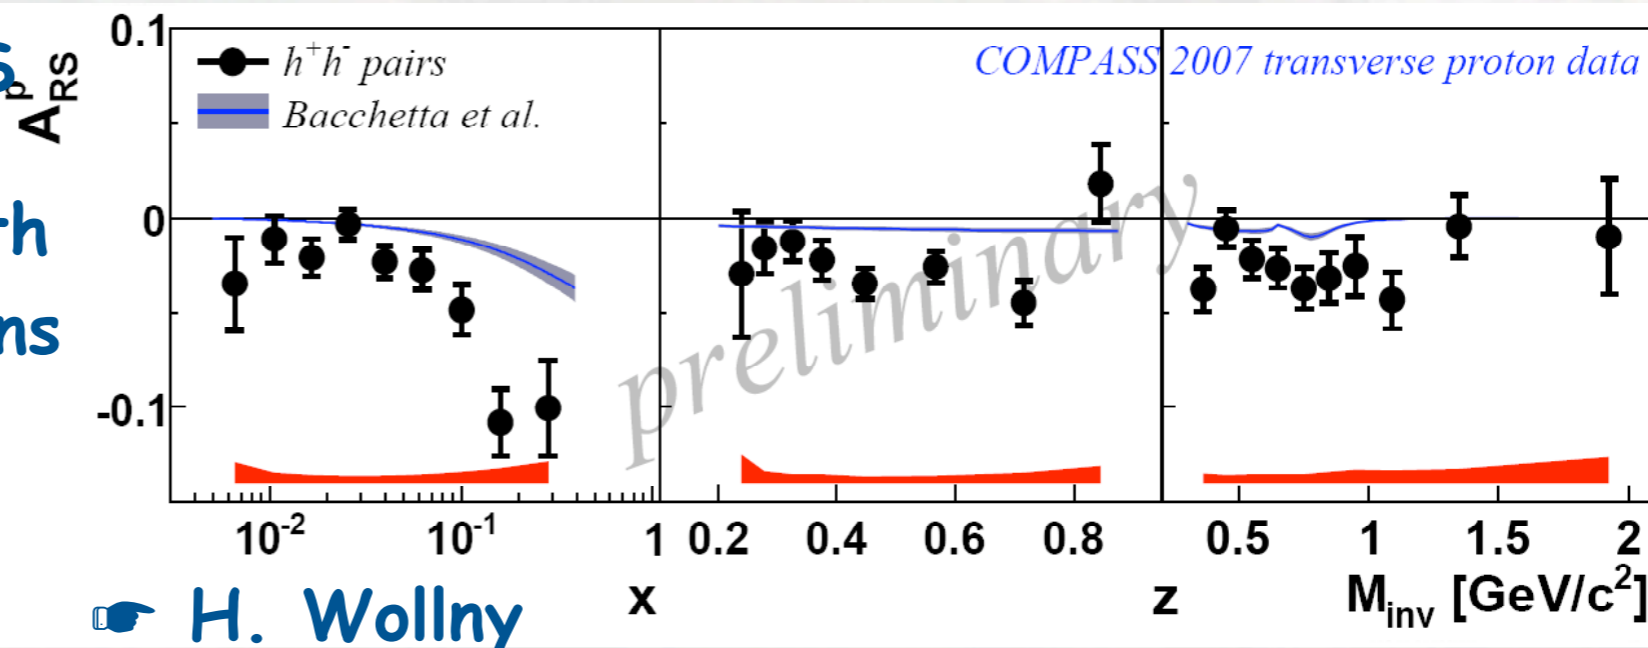 s
th
ns
A^p_RS
0.1
0
-0.1
h^+h^- pairs
Bacchetta et al.
COMPASS 2007 transverse proton data
preliminary
10^-2 10^-1 1 0.2 0.4 0.6 0.8 0.5 1 1.5 2
x z M_inv [GeV/c^2]
☛ H. Wollny